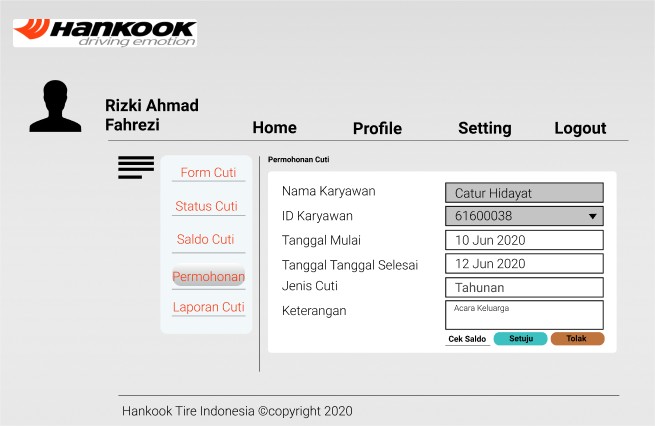 HANKOOK
driving emotion
Rizki Ahmad
Fahrezi
Home Profile Setting Logout
Permohonan Cuti
Form Cuti
Status Cuti
Saldo Cuti
Permohonan
Laporan Cuti
Nama Karyawan Catur Hidayat
ID Karyawan 61600038
Tanggal Mulai 10 Jun 2020
Tanggal Tanggal Selesai 12 Jun 2020
Jenis Cuti Tahunan
Keterangan Acara Keluarga
Cek Saldo Setuju Tolak
Hankook Tire Indonesia ©copyright 2020